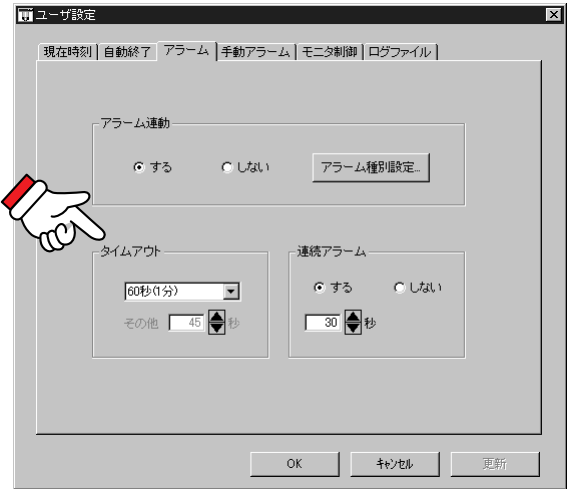 ユーザ設定
現在時刻 自動終了 アラーム 手動アラーム モニタ制御 ログファイル
アラーム連動
する しない アラーム種別設定...
タイムアウト 連続アラーム
60秒(1分) する しない
その他 45 秒 30 秒
OK キャンセル 更新